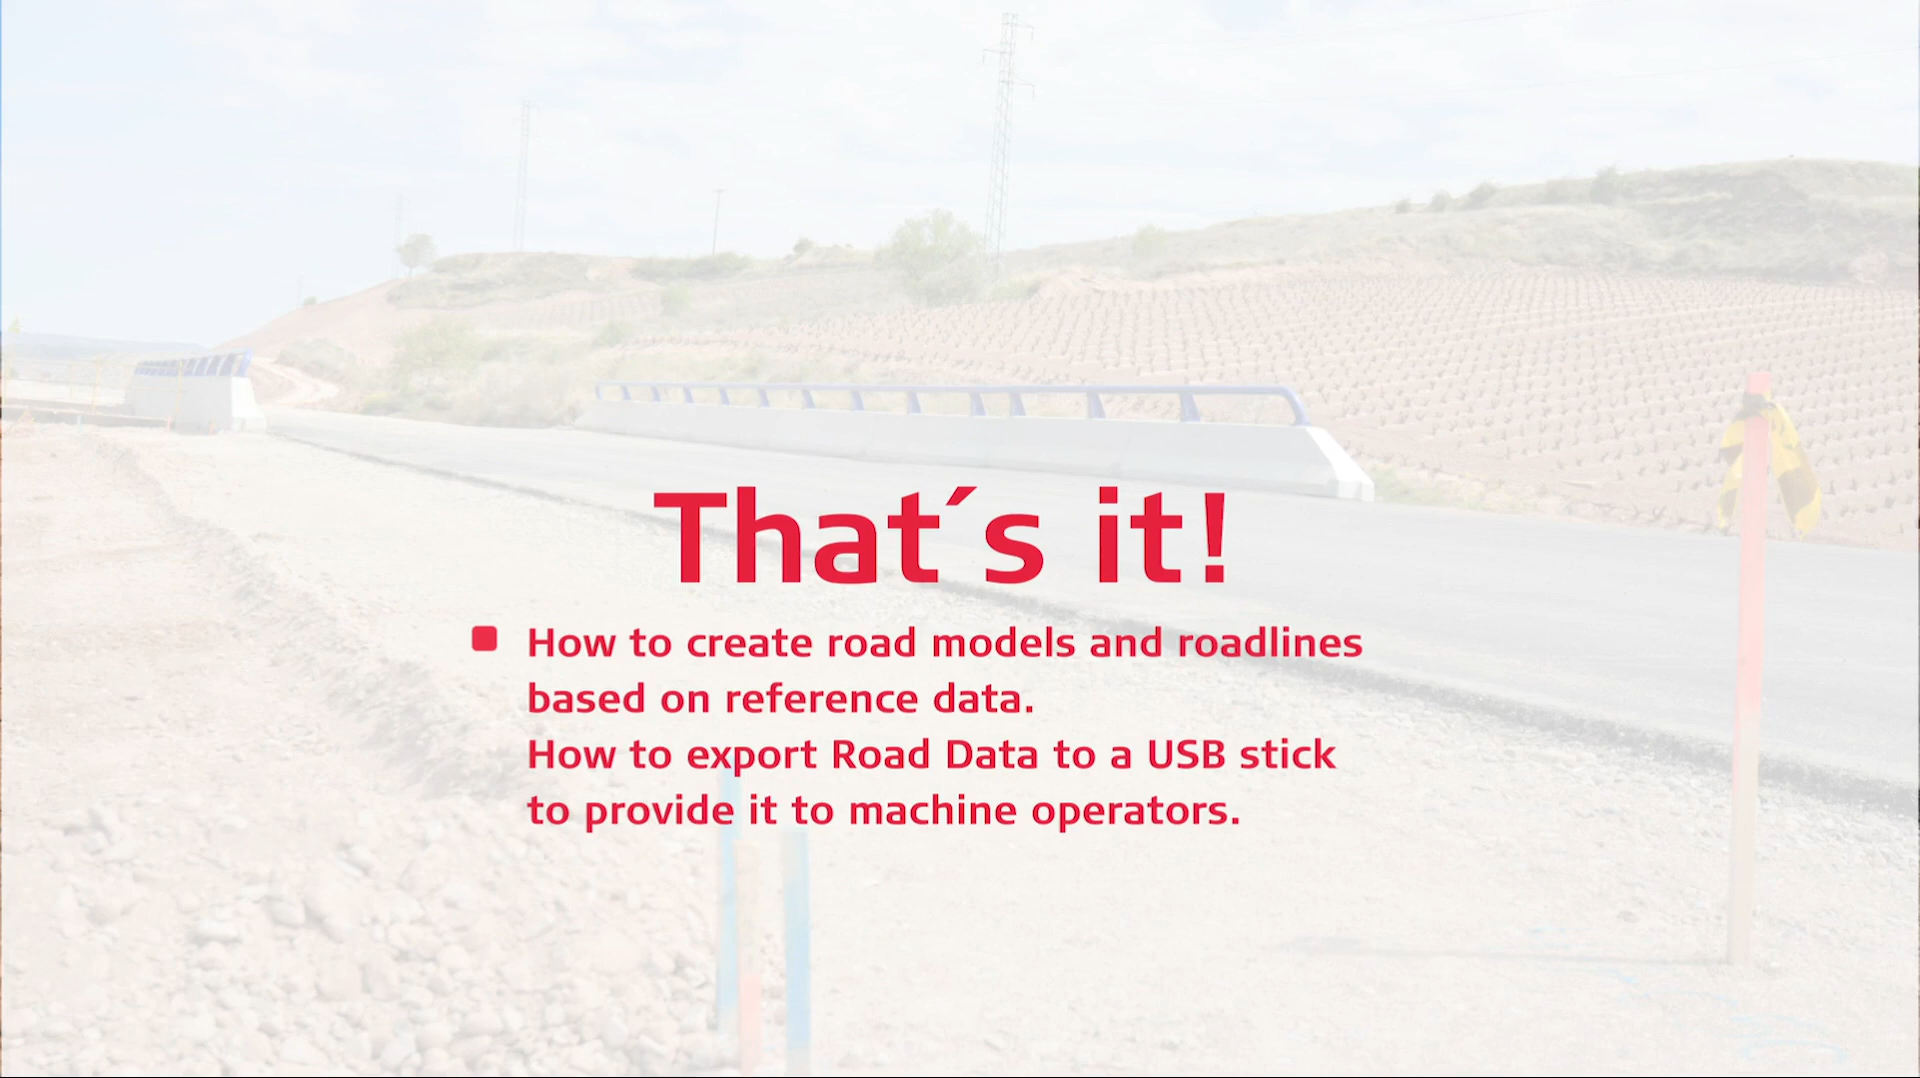 That´s it!
How to create road models and roadlines
based on reference data.
How to export Road Data to a USB stick
to provide it to machine operators.